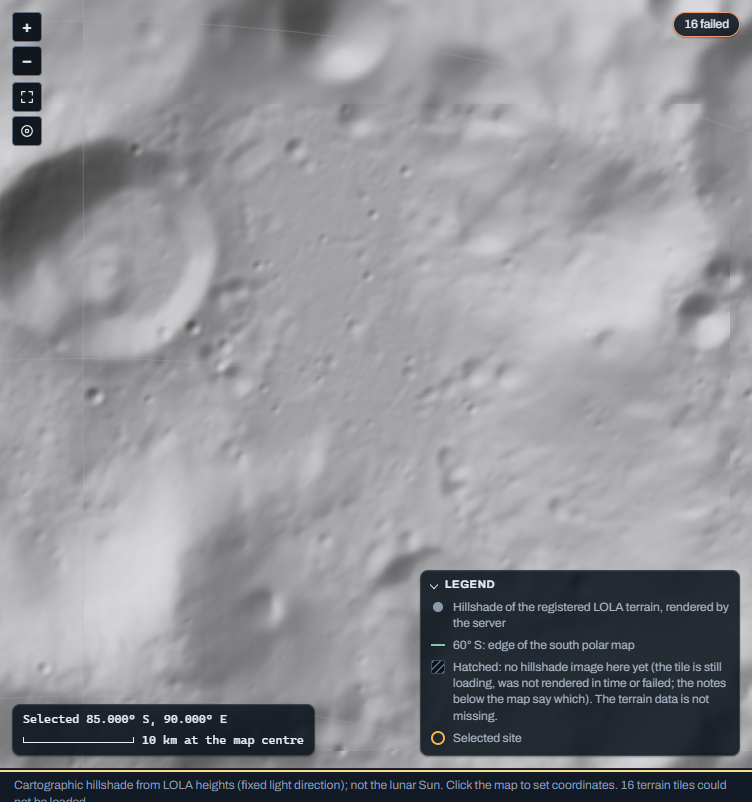 +
16 failed
−
LEGEND
Hillshade of the registered LOLA terrain, rendered by
the server
60° S: edge of the south polar map
Hatched: no hillshade image here yet (the tile is still
loading, was not rendered in time or failed; the notes
below the map say which). The terrain data is not
missing.
Selected site
Selected 85.000° S, 90.000° E
10 km at the map centre
Cartographic hillshade from LOLA heights (fixed light direction); not the lunar Sun. Click the map to set coordinates. 16 terrain tiles could
not be loaded